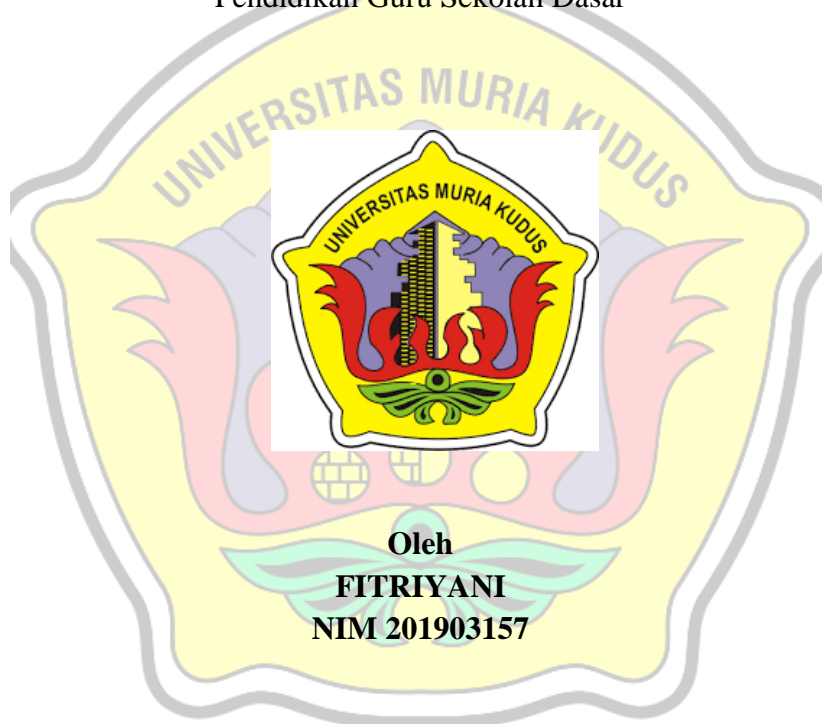 Pendidikan Guru Sekolah Dasar
UNIVERSITAS MURIA KUDUS
UNIVERSITAS MURIA KUDUS
Oleh
FITRIYANI
NIM 201903157